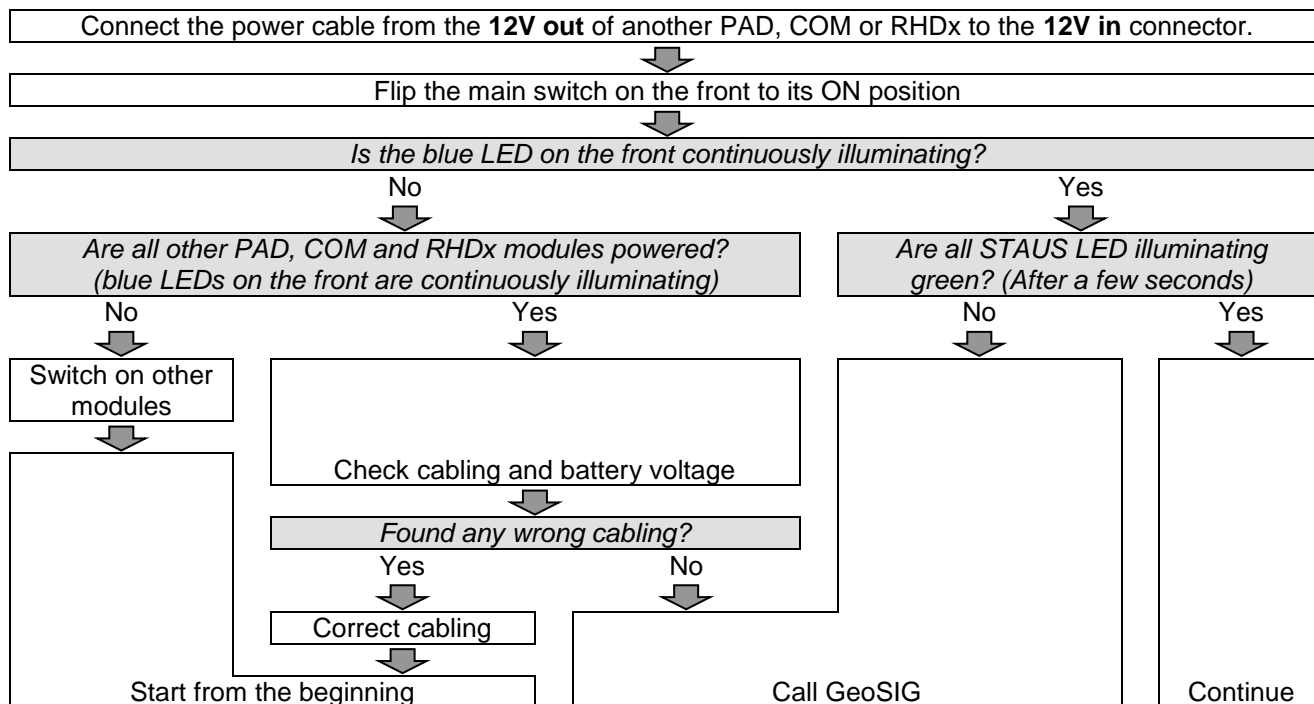 Connect the power cable from the 12V out of another PAD, COM or RHDx to the 12V in connector.
Flip the main switch on the front to its ON position
Is the blue LED on the front continuously illuminating?
No
Yes
Are all other PAD, COM and RHDx modules powered?
(blue LEDs on the front are continuously illuminating)
Are all STAUS LED illuminating
green? (After a few seconds)
No
Yes
No
Yes
Switch on other
modules
Check cabling and battery voltage
Found any wrong cabling?
Yes
No
Correct cabling
Start from the beginning
Call GeoSIG
Continue